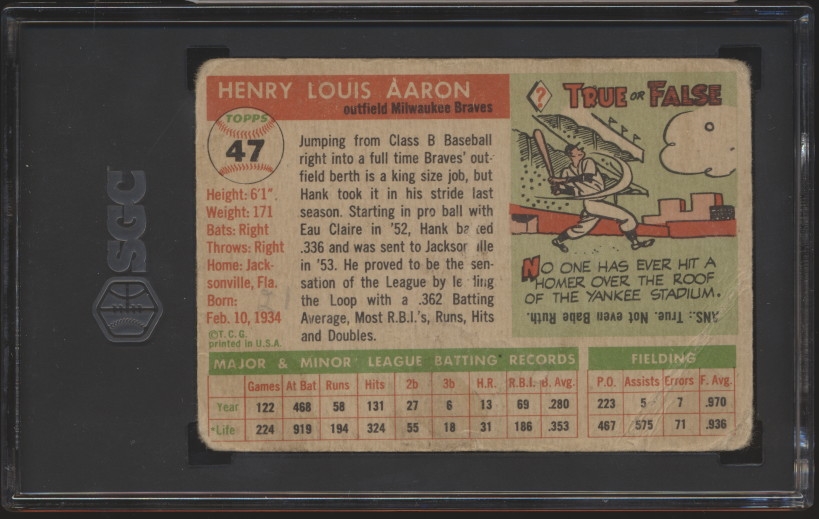 SGC
HENRY LOUIS AARON
outfield Milwaukee Braves
TOPPS
47
Height: 6'1".
Weight: 171
Bats: Right
Throws: Right
Home: Jack-
sonville, Fla.
Born:
Feb. 10, 1934
©T.C.G.
printed in U.S.A.
Jumping from Class B Baseball
right into a full time Braves' out-
field berth is a king size job, but
Hank took it in his stride last
season. Starting in pro ball with
Eau Claire in '52, Hank ba ted
.336 and was sent to Jackson ille
in '53. He proved to be the sen-
sation of the League by le ding
the Loop with a .362 Batting
Average, Most R.B.I.'s, Runs, Hits
and Doubles.
?
TRUE OR FALSE
NO ONE HAS EVER HIT A
HOMER OVER THE ROOF
OF THE YANKEE STADIUM.
ANS.: True. Not even Babe Ruth.
MAJOR & MINOR LEAGUE BATTING RECORDS
Games At Bat Runs Hits 2b 3b H.R. R.B.I. B. Avg.
Year 122 468 58 131 27 6 13 69 .280
Life 224 919 194 324 55 18 31 186 .353
FIELDING
P.O. Assists Errors F. Avg.
223 5 7 .970
467 575 71 .936